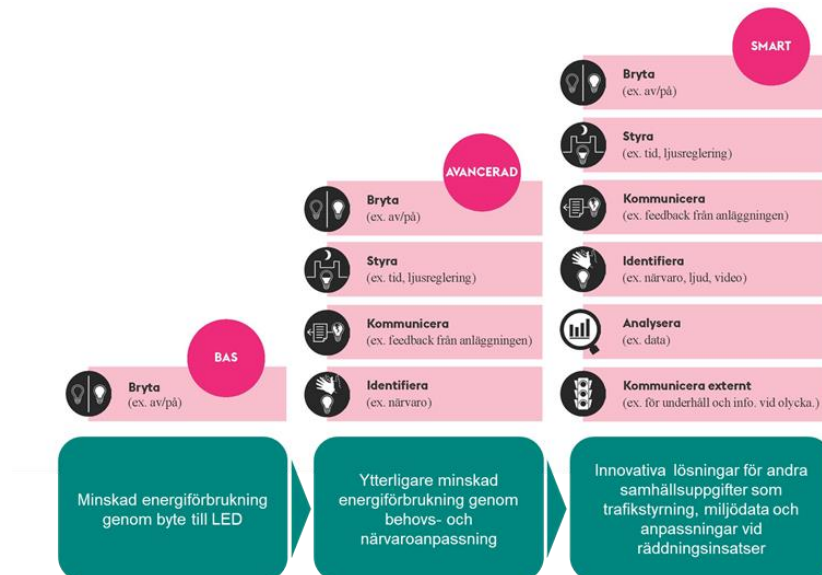 BAS
Bryta
(ex. av/på)
Minskad energiförbrukning
genom byte till LED
AVANCERAD
Bryta
(ex. av/på)
Styra
(ex. tid, ljusreglering)
Kommunicera
(ex. feedback från anläggningen)
Identifiera
(ex. närvaro)
Ytterligare minskad
energiförbrukning genom
behovs- och
närvaroanpassning
SMART
Bryta
(ex. av/på)
Styra
(ex. tid, ljusreglering)
Kommunicera
(ex. feedback från anläggningen)
Identifiera
(ex. närvaro, ljud, video)
Analysera
(ex. data)
Kommunicera externt
(ex. för underhåll och info. vid olycka.)
Innovativa lösningar för andra
samhällsuppgifter som
trafikstyrning, miljödata och
anpassningar vid
räddningsinsatser